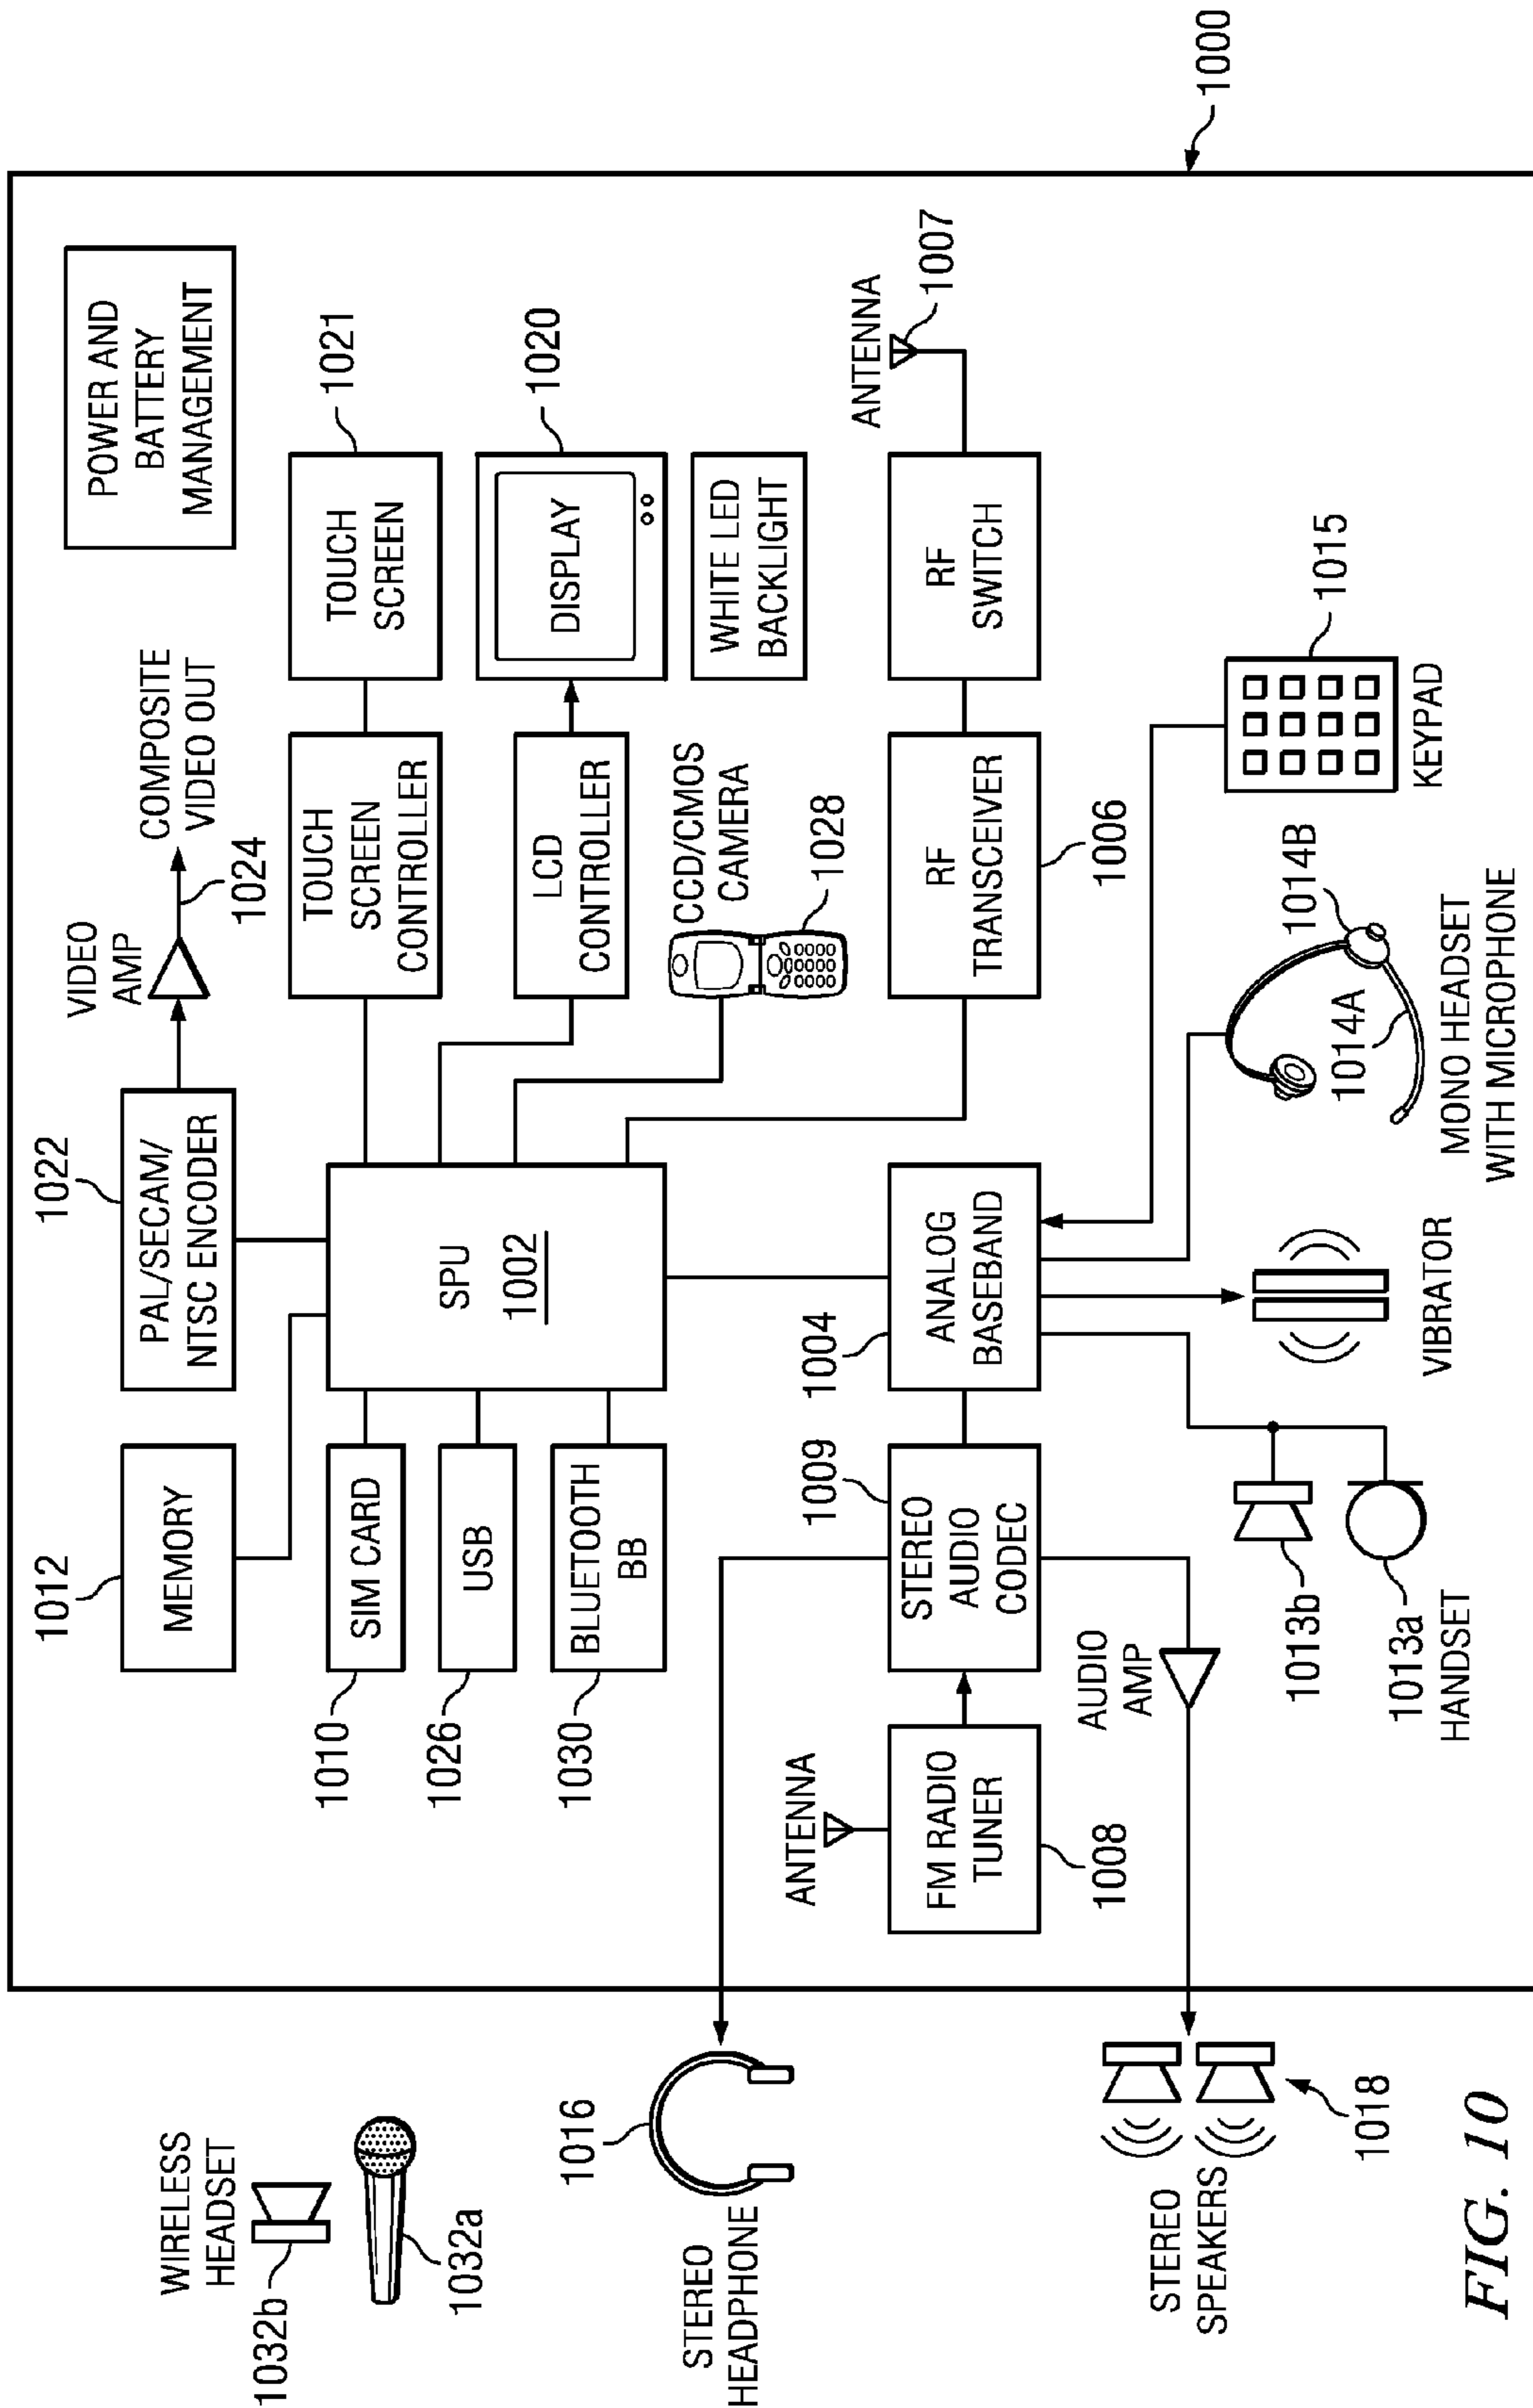 WIRELESS
HEADSET
1032b
1032a
1016
STEREO
HEADPHONE
STEREO
SPEAKERS
1018
1012
MEMORY
1022
PAL/SECAM/
NTSC ENCODER
VIDEO
AMP
1024
COMPOSITE
VIDEO OUT
POWER AND
BATTERY
MANAGEMENT
1010
SIM CARD
1026
USB
1030
BLUETOOTH
BB
SPU
1002
TOUCH
SCREEN
CONTROLLER
TOUCH
SCREEN
1021
LCD
CONTROLLER
DISPLAY
1020
CCD/CMOS
CAMERA
1028
WHITE LED
BACKLIGHT
ANTENNA
FM RADIO
TUNER
1008
1009
STEREO
AUDIO
CODEC
1004
ANALOG
BASEBAND
RF
TRANSCEIVER
1006
RF
SWITCH
ANTENNA
1007
AUDIO
AMP
1013b
1013a
HANDSET
VIBRATOR
1014A
1014B
MONO HEADSET
WITH MICROPHONE
1015
KEYPAD
1000
FIG. 10